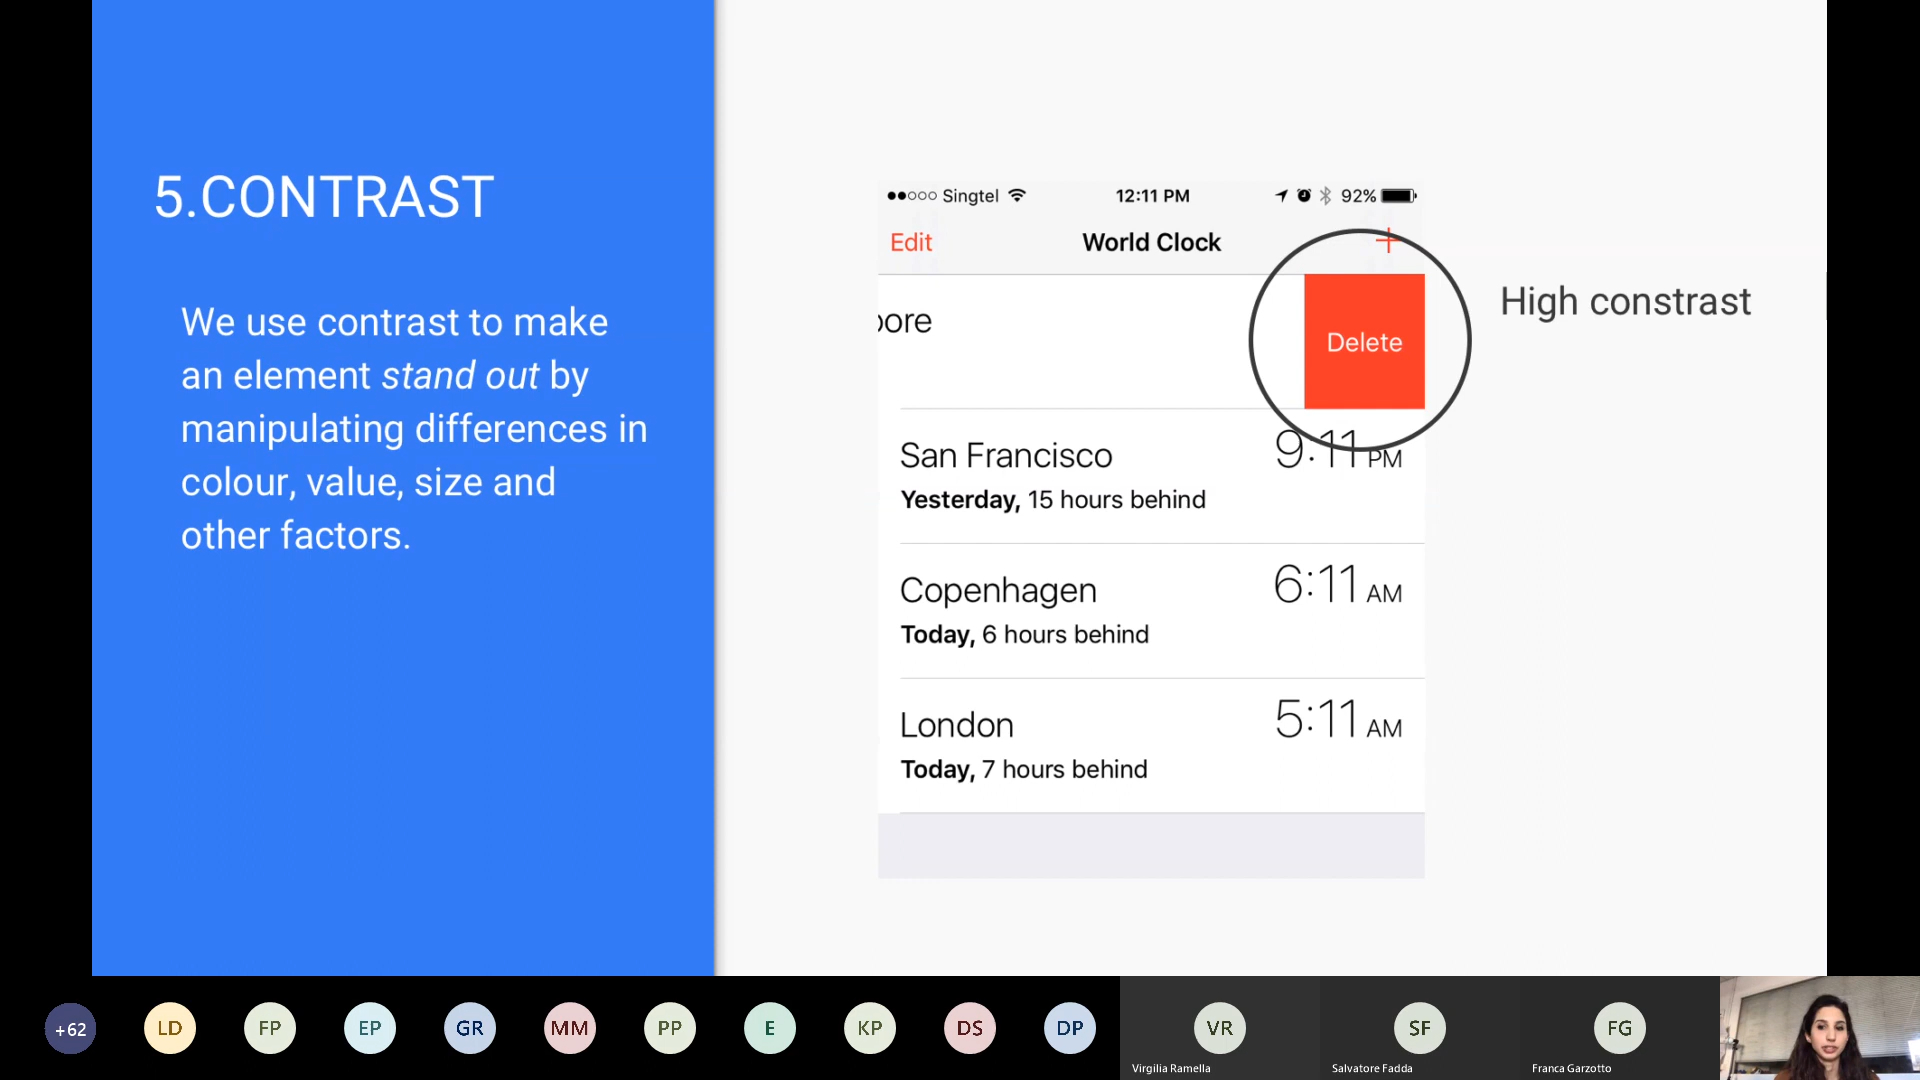 5.CONTRAST
We use contrast to make
an element stand out by
manipulating differences in
colour, value, size and
other factors.
Singtel
12:11 PM
92%
Edit
World Clock
+
oore
Delete
High constrast
San Francisco
9:11 PM
Yesterday, 15 hours behind
Copenhagen
6:11 AM
Today, 6 hours behind
London
5:11 AM
Today, 7 hours behind
+62
LD
FP
EP
GR
MM
PP
E
KP
DS
DP
VR
Virgilia Ramella
SF
Salvatore Fadda
FG
Franca Garzotto